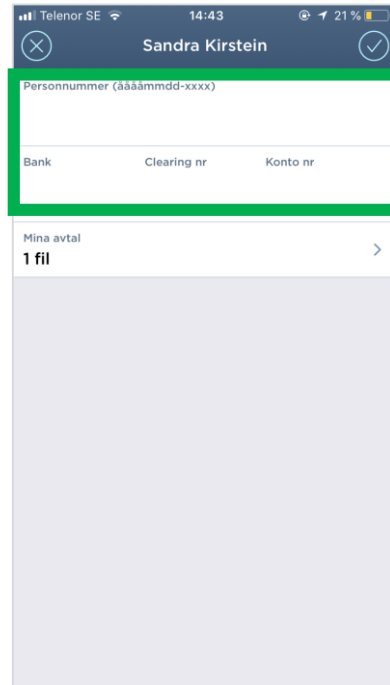 Telenor SE 14:43 21 %
Sandra Kirstein
Personnummer (ååååmmdd-xxxx)
Bank Clearing nr Konto nr
Mina avtal
1 fil